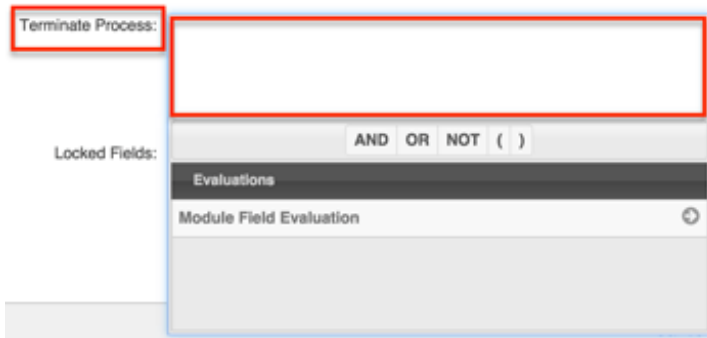 Terminate Process:
AND OR NOT ( )
Locked Fields:
Evaluations
Module Field Evaluation